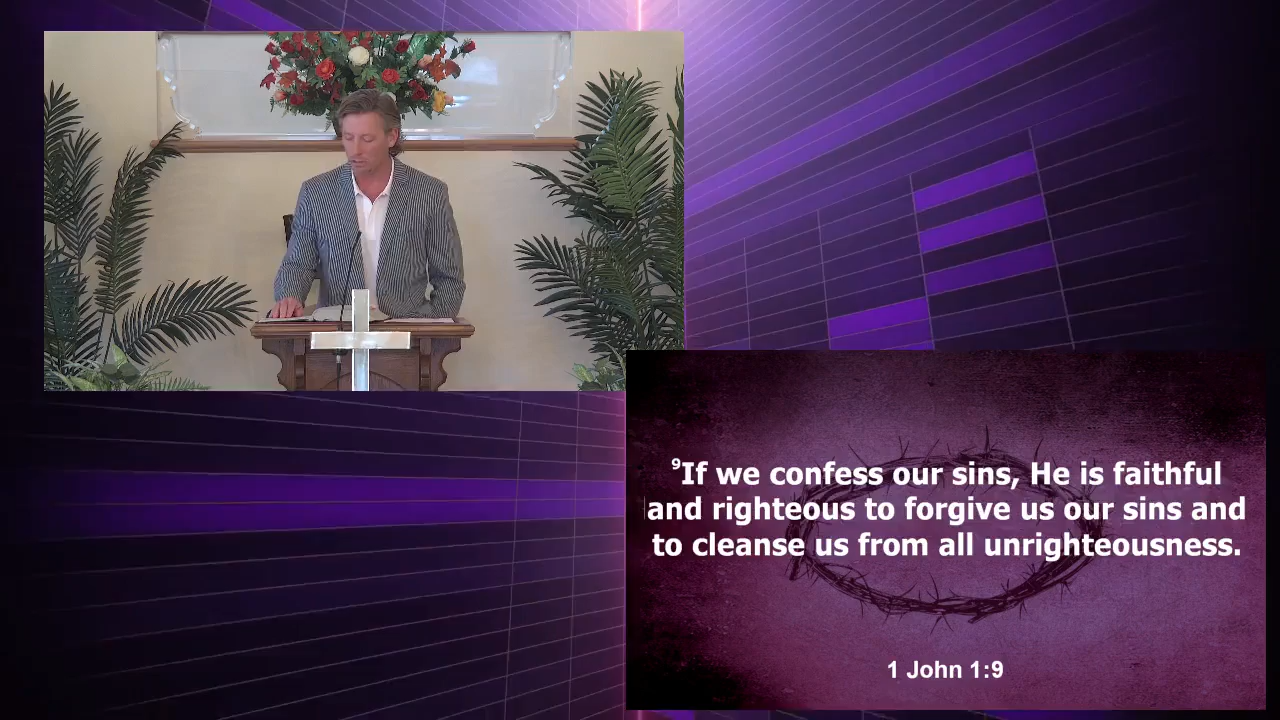 ⁹If we confess our sins, He is faithful
and righteous to forgive us our sins and
to cleanse us from all unrighteousness.
1 John 1:9